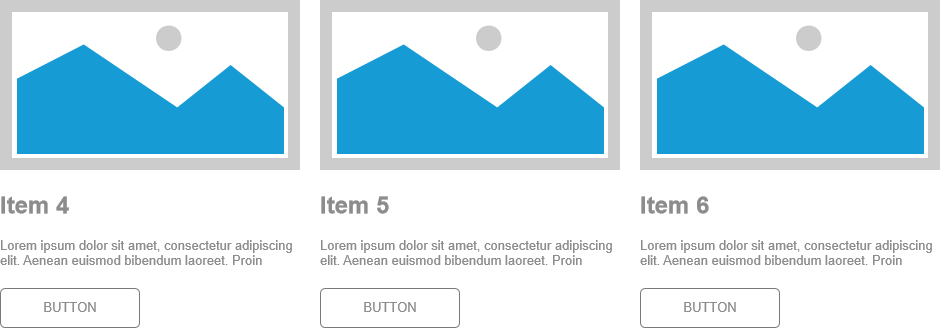 Item 4
Lorem ipsum dolor sit amet, consectetur adipiscing
elit. Aenean euismod bibendum laoreet. Proin
BUTTON
Item 5
Lorem ipsum dolor sit amet, consectetur adipiscing
elit. Aenean euismod bibendum laoreet. Proin
BUTTON
Item 6
Lorem ipsum dolor sit amet, consectetur adipiscing
elit. Aenean euismod bibendum laoreet. Proin
BUTTON